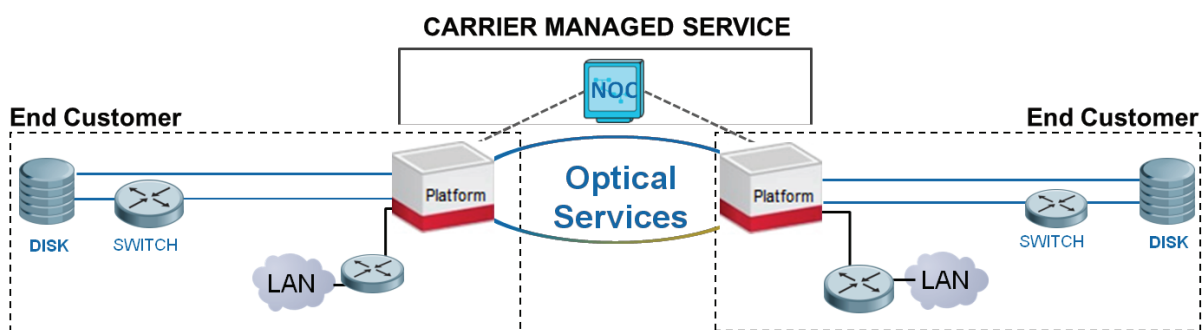 CARRIER MANAGED SERVICE
NOC
End Customer
End Customer
Platform
Optical
Services
Platform
DISK
SWITCH
SWITCH
DISK
LAN
LAN